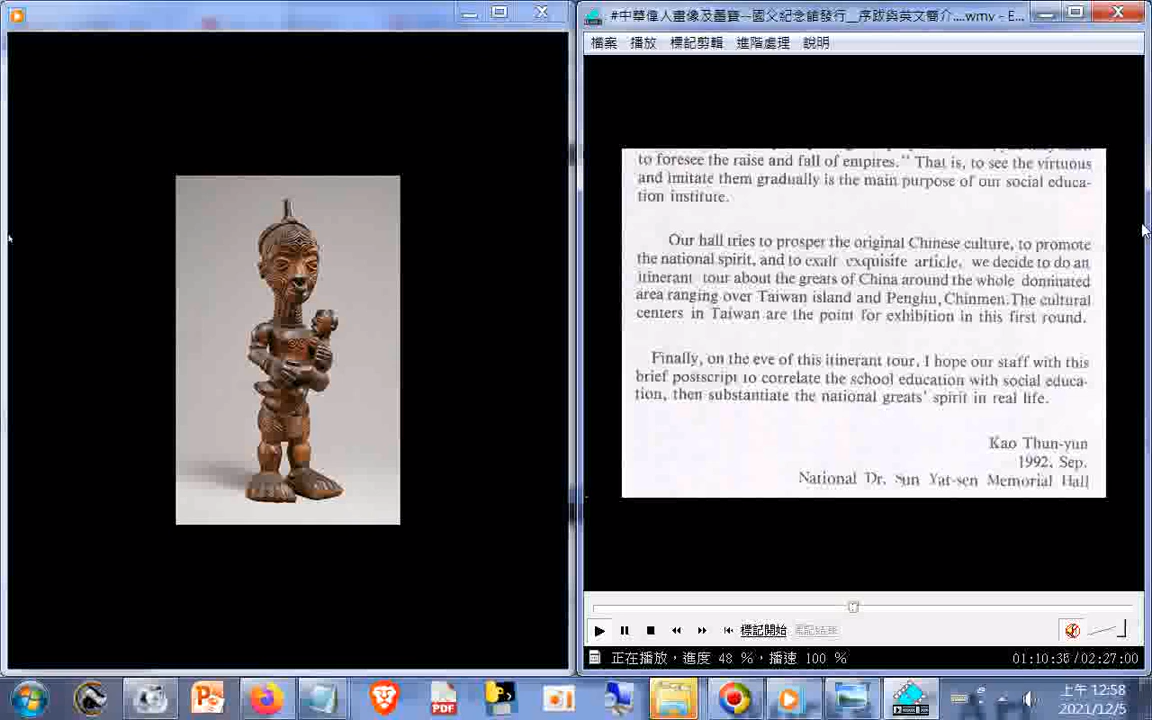 #中華偉人畫像及墨寶--國父紀念館發行__序跋與英文簡介....wmv - E...
檔案 播放 標記剪輯 進階處理 說明
to foresee the raise and fall of empires." That is, to see the virtuous
and imitate them gradually is the main purpose of our social educa-
tion institute.
Our hall tries to prosper the original Chinese culture, to promote
the national spirit, and to exalt exquisite article, we decide to do an
itinerant tour about the greats of China around the whole dominated
area ranging over Taiwan island and Penghu, Chinmen. The cultural
centers in Taiwan are the point for exhibition in this first round.
Finally, on the eve of this itinerant tour, I hope our staff with this
brief postscript to correlate the school education with social educa-
tion, then substantiate the national greats' spirit in real life.
Kao Thun-yun
1992, Sep.
National Dr. Sun Yat-sen Memorial Hall
標記開始 標記結束
正在播放，進度 48 %，播速 100 %
01:10:35 / 02:27:00
PDF
上午 12:58
2021/12/5